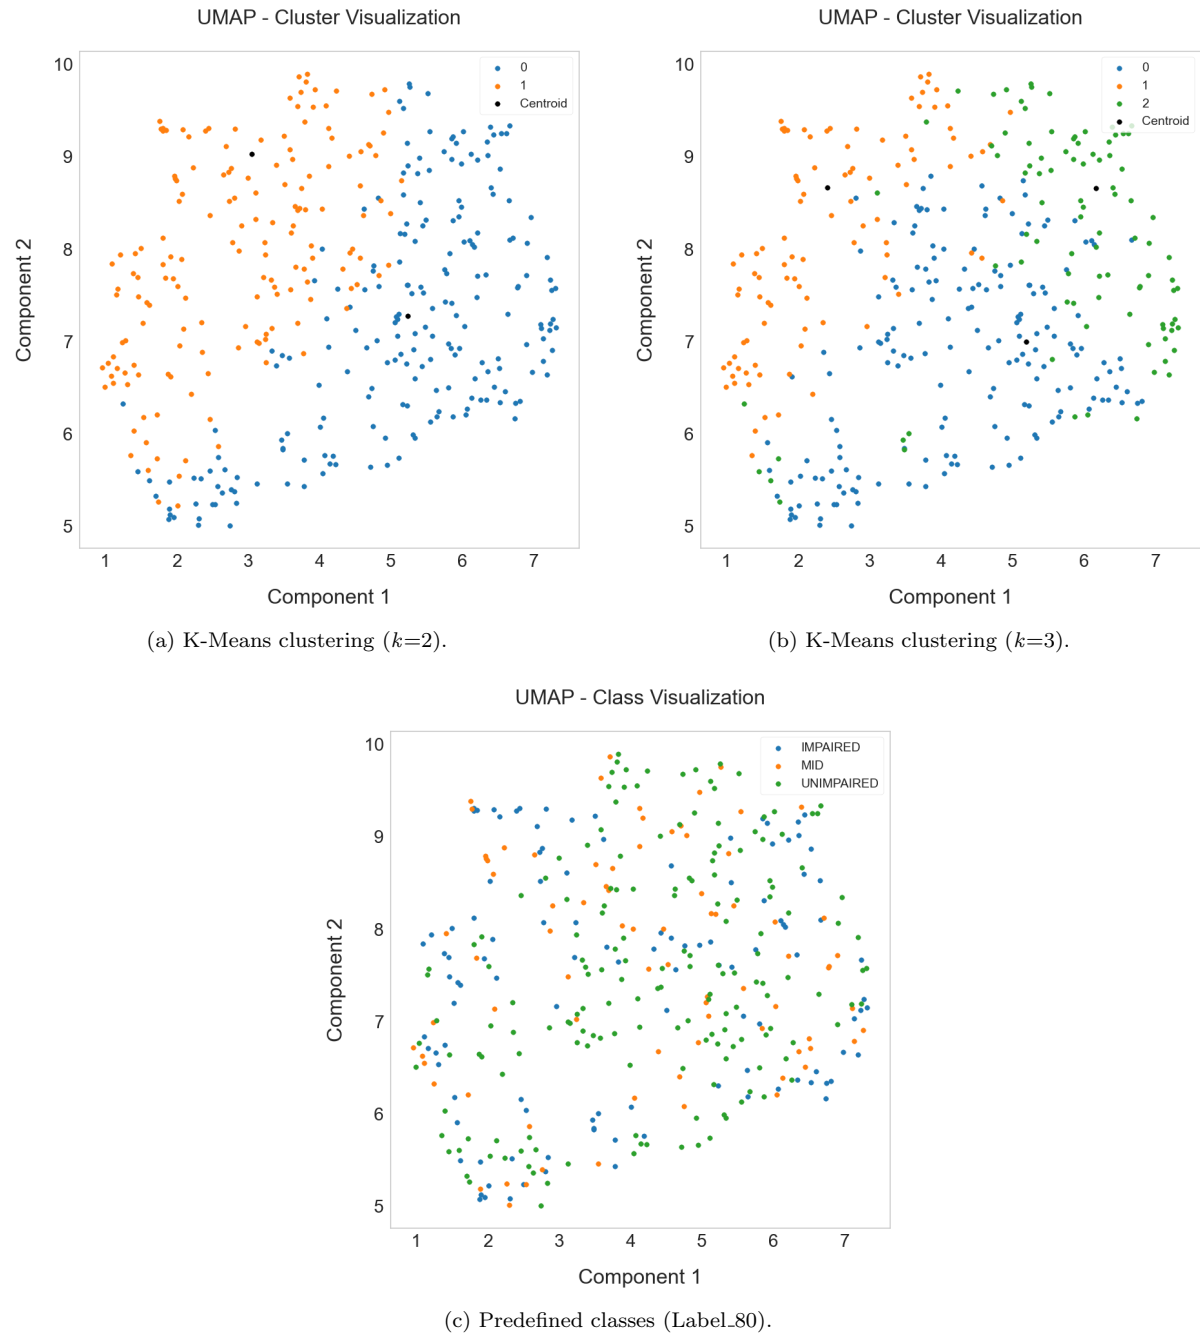 UMAP - Cluster Visualization
10
9
8
7
6
5
1
2
3
4
5
6
7
Component 2
Component 1
0
1
Centroid
(a) K-Means clustering (k=2).
UMAP - Cluster Visualization
10
9
8
7
6
5
1
2
3
4
5
6
7
Component 2
Component 1
0
1
2
Centroid
(b) K-Means clustering (k=3).
UMAP - Class Visualization
10
9
8
7
6
5
1
2
3
4
5
6
7
Component 2
Component 1
IMPAIRED
MID
UNIMPAIRED
(c) Predefined classes (Label_80).